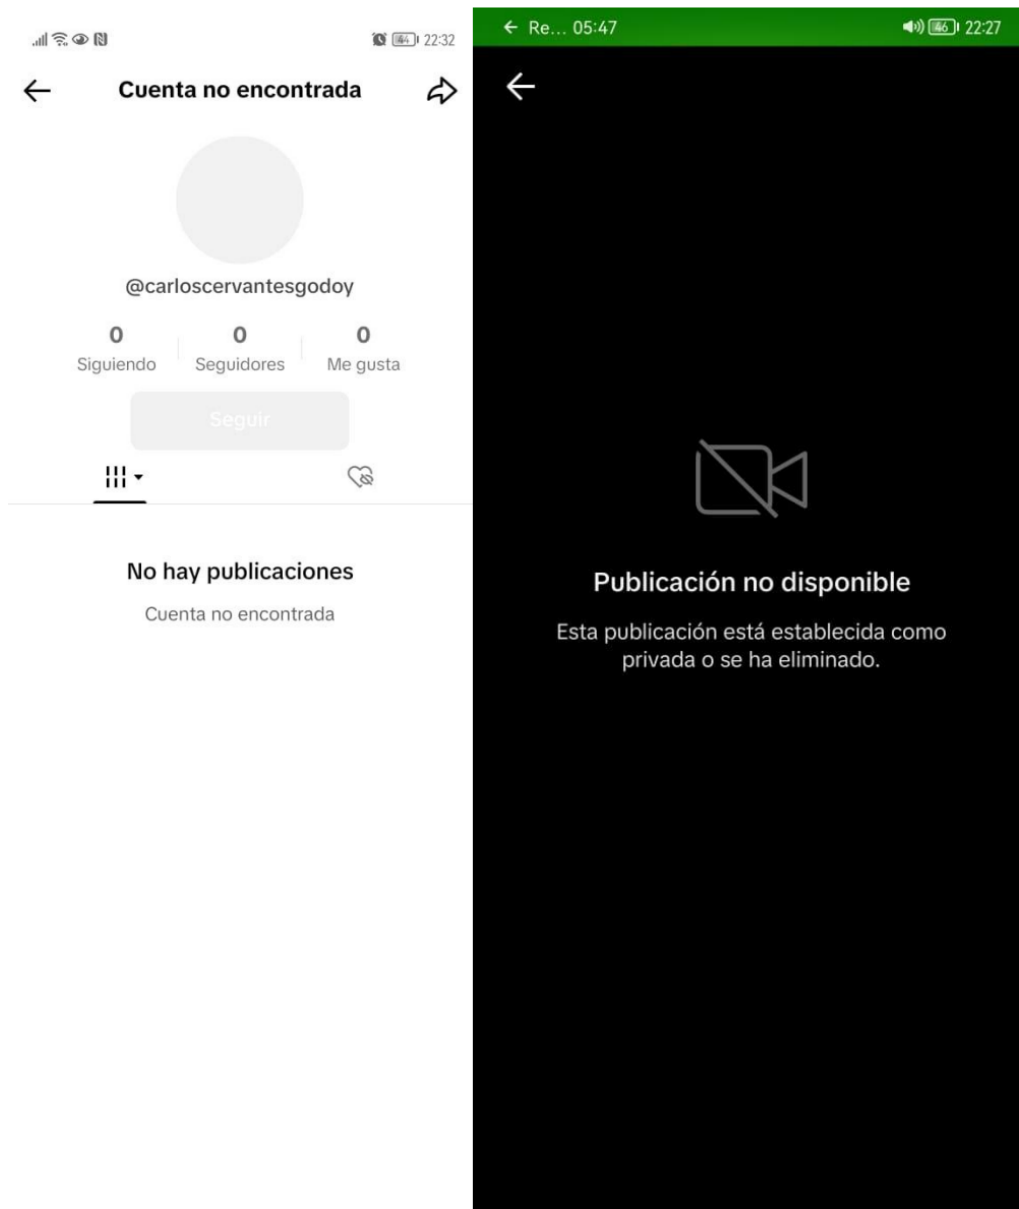 22:32
Cuenta no encontrada
@carloscervantesgodoy
0 0 0
Siguiendo Seguidores Me gusta
Seguir
No hay publicaciones
Cuenta no encontrada
← Re... 05:47 46 22:27
Publicación no disponible
Esta publicación está establecida como
privada o se ha eliminado.